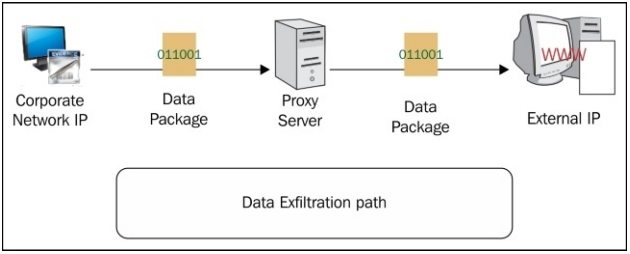 011001
011001
WWW
Corporate
Network IP
Data
Package
Proxy
Server
Data
Package
External IP
Data Exfiltration path